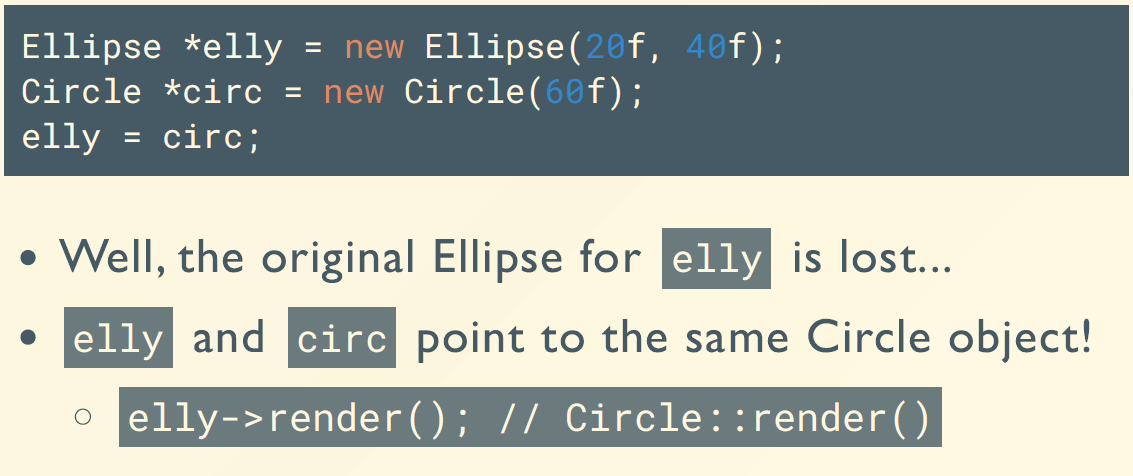 Ellipse *elly = new Ellipse(20f, 40f);
Circle *circ = new Circle(60f);
elly = circ;
• Well, the original Ellipse for elly is lost...
• elly and circ point to the same Circle object!
○ elly->render(); // Circle::render()